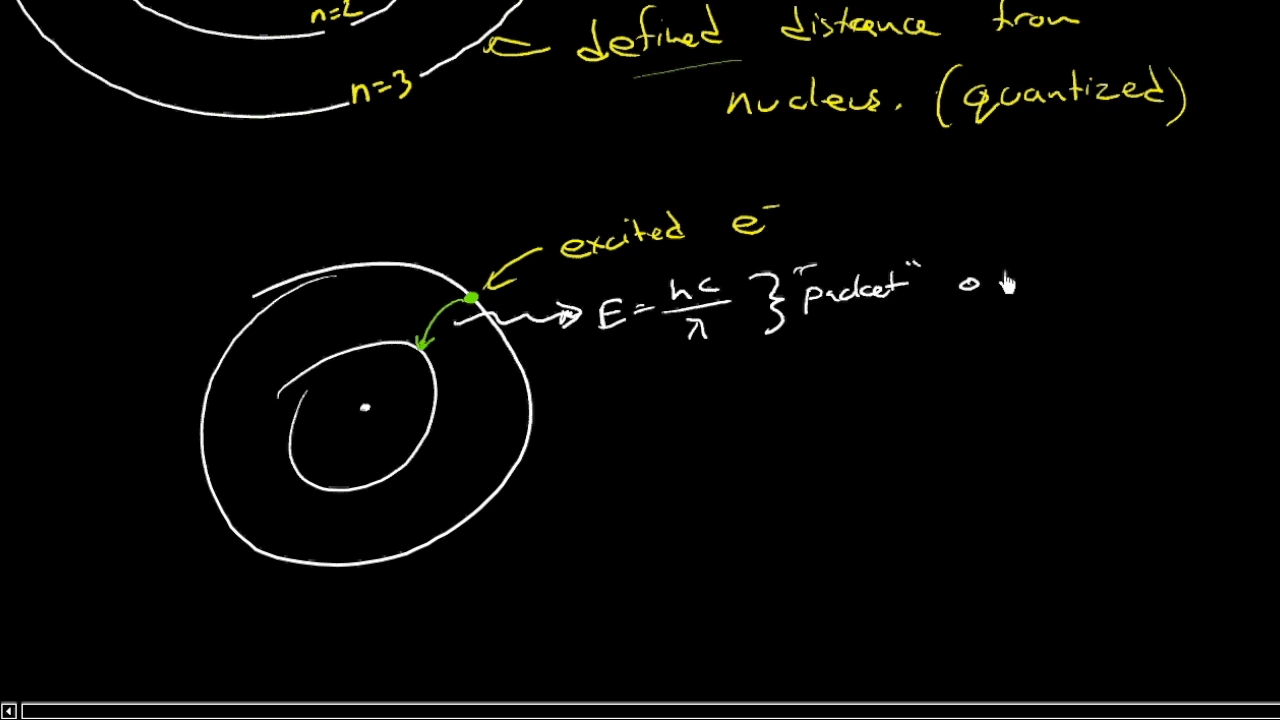 n=2
defined distance from
n=3
nucleus. (quantized)
excited e⁻
E = hc/λ } "packet" o